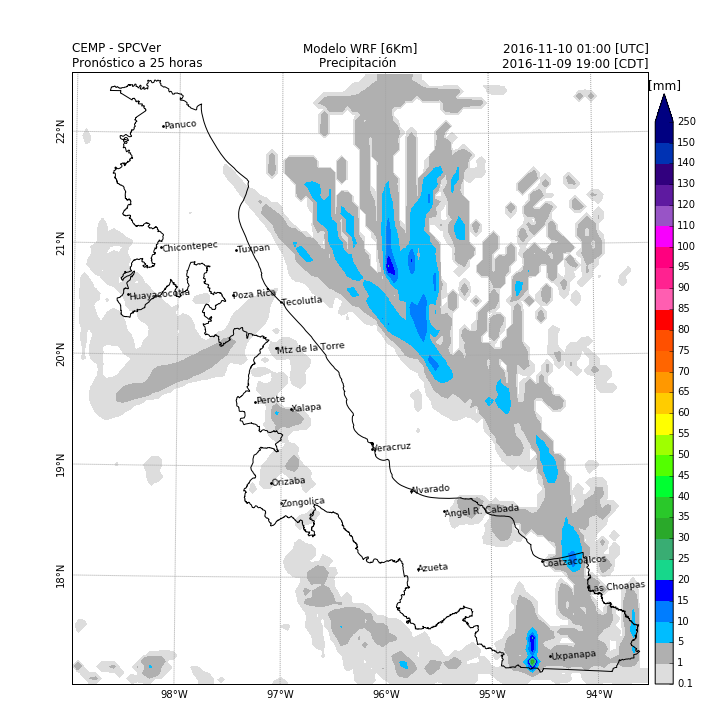 CEMP - SPCVer
Modelo WRF [6Km]
2016-11-10 01:00 [UTC]
Pronóstico a 25 horas
Precipitación
2016-11-09 19:00 [CDT]
[mm]
250
150
140
130
120
110
100
95
90
85
80
75
70
65
60
55
50
45
40
35
30
25
20
15
10
5
1
0.1
22°N
21°N
20°N
19°N
18°N
Panuco
Chicontepec
Tuxpan
Huayacocotla
Poza Rica
Tecolutla
Mtz de la Torre
Perote
Xalapa
Veracruz
Orizaba
Zongolica
Alvarado
Angel R. Cabada
Azueta
Coatzacoalcos
Las Choapas
Uxpanapa
98°W
97°W
96°W
95°W
94°W